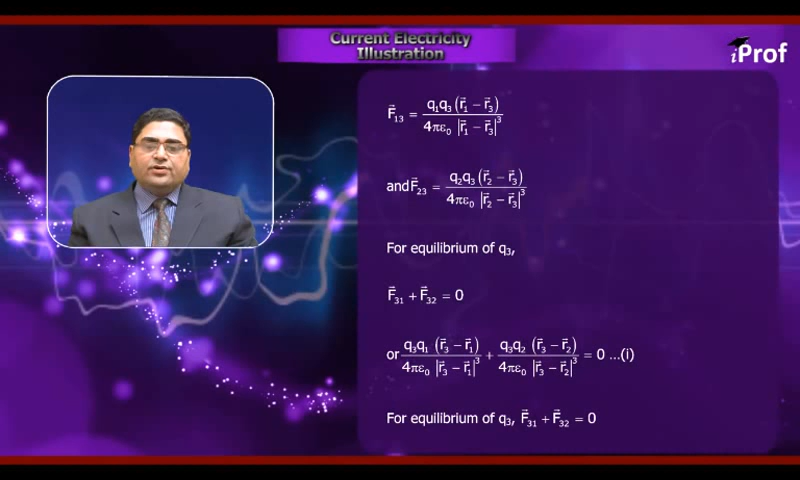 Current Electricity
Illustration
iProf
F⃗₁₃ = q₁q₃ (r⃗₁ − r⃗₃) / 4πε₀ |r⃗₁ − r⃗₃|³
and F⃗₂₃ = q₂q₃ (r⃗₂ − r⃗₃) / 4πε₀ |r⃗₂ − r⃗₃|³
For equilibrium of q₃,
F⃗₃₁ + F⃗₃₂ = 0
or q₃q₁ (r⃗₃ − r⃗₁) / 4πε₀ |r⃗₃ − r⃗₁|³ + q₃q₂ (r⃗₃ − r⃗₂) / 4πε₀ |r⃗₃ − r⃗₂|³ = 0 ...(i)
For equilibrium of q₃, F⃗₃₁ + F⃗₃₂ = 0